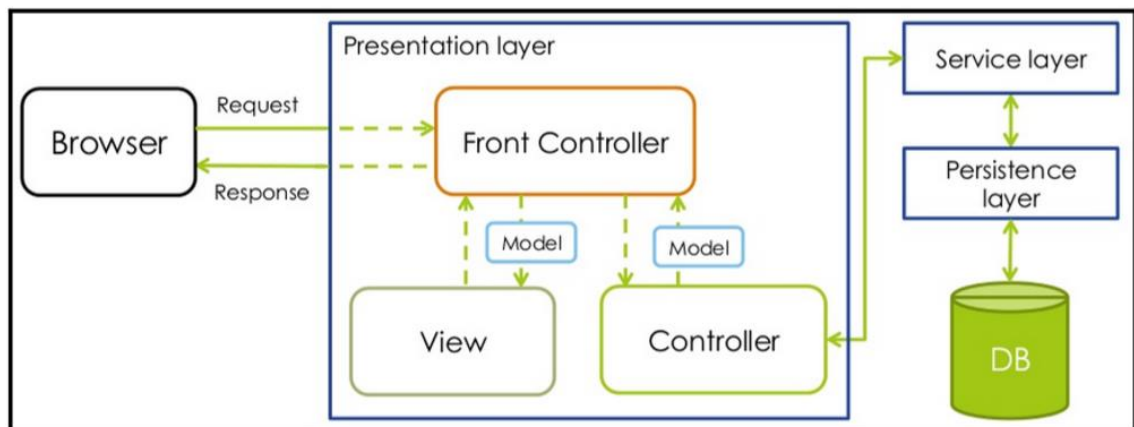 Presentation layer
Browser
Request
Response
Front Controller
Model
Model
View
Controller
Service layer
Persistence
layer
DB